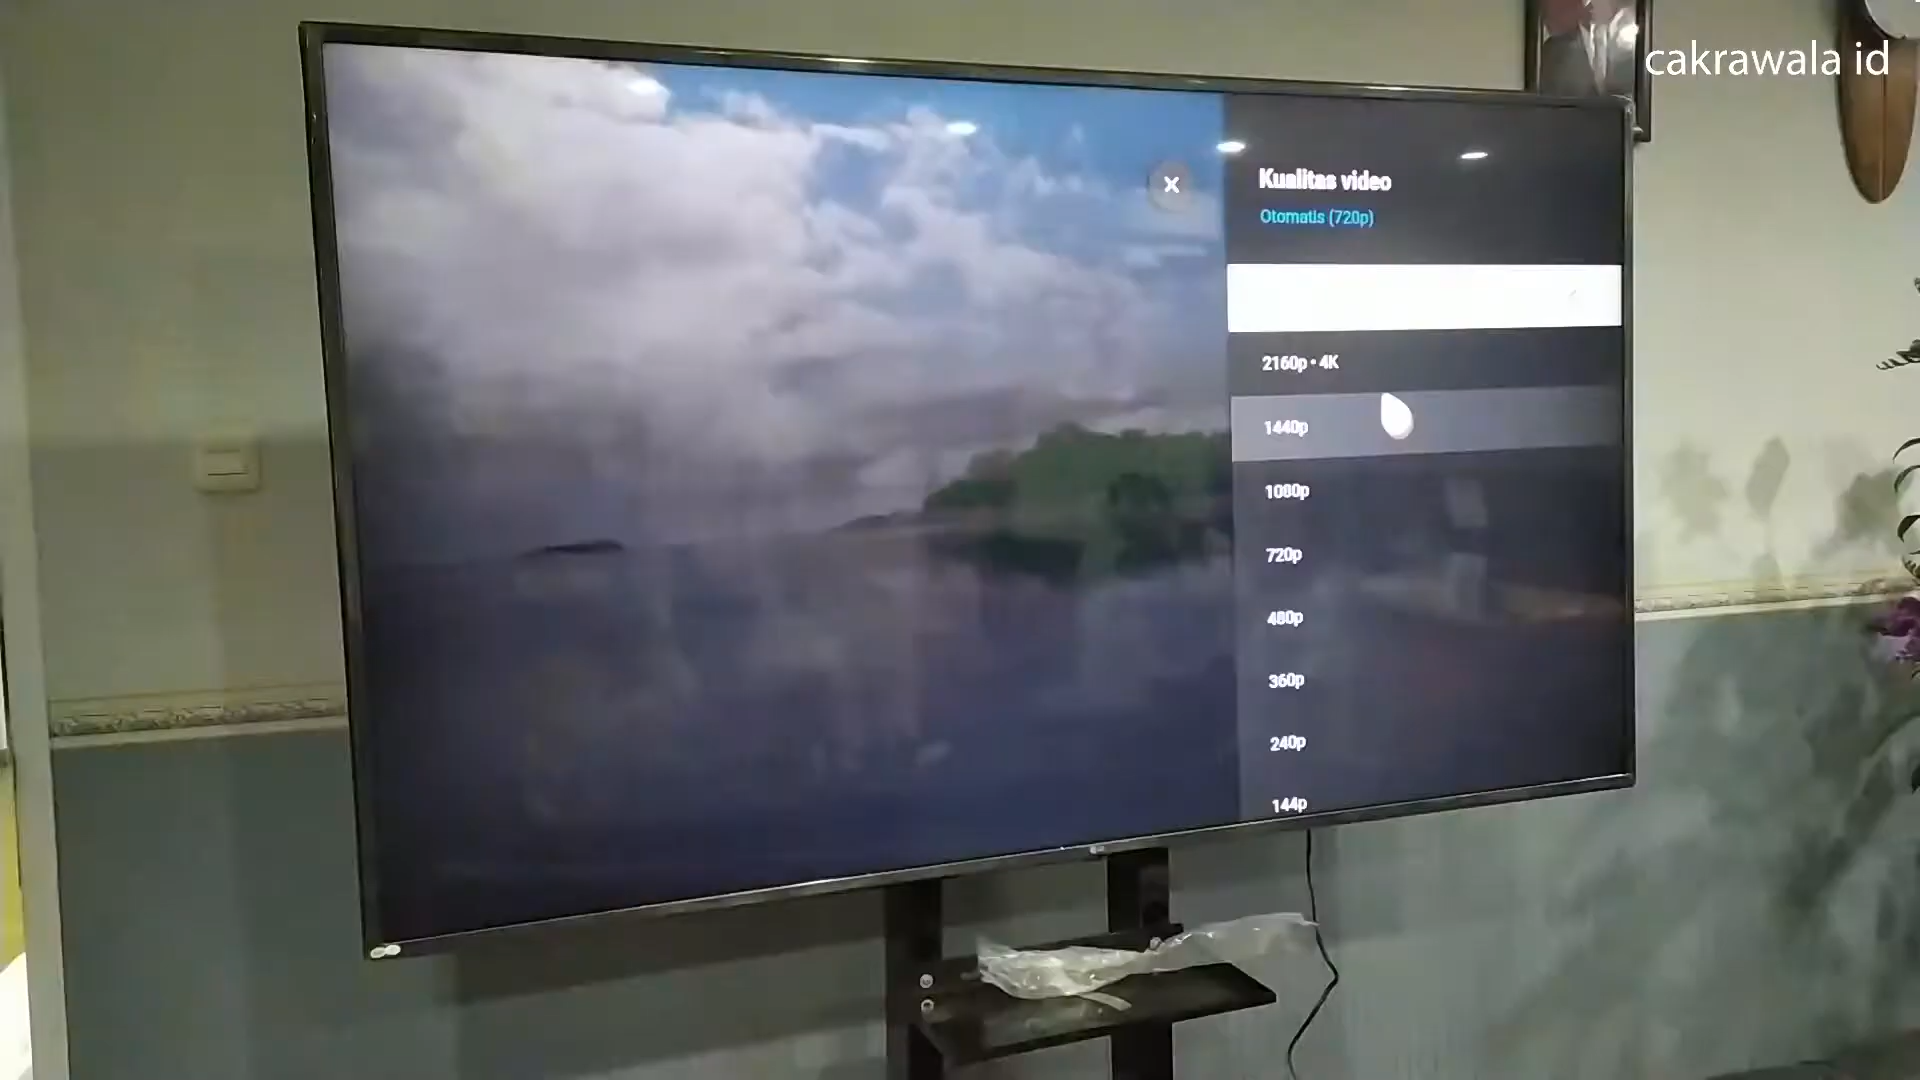 cakrawala id
Kualitas video
Otomatis (720p)
2160p • 4K
1440p
1080p
720p
480p
360p
240p
144p